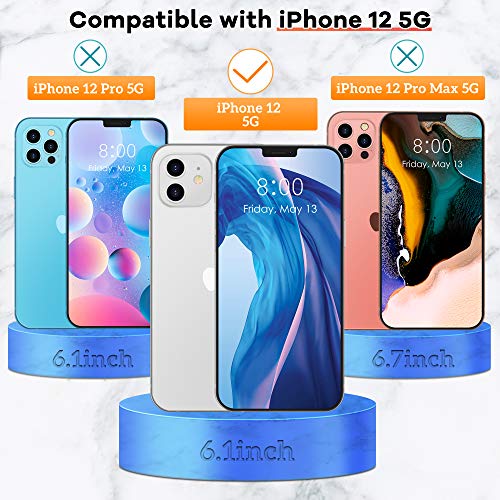 Compatible with iPhone 12 5G
iPhone 12 Pro 5G
iPhone 12
5G
iPhone 12 Pro Max 5G
8:00
Friday, May 13
8:00
Friday, May 13
8:00
Friday, May 13
6.1inch
6.1inch
6.7inch